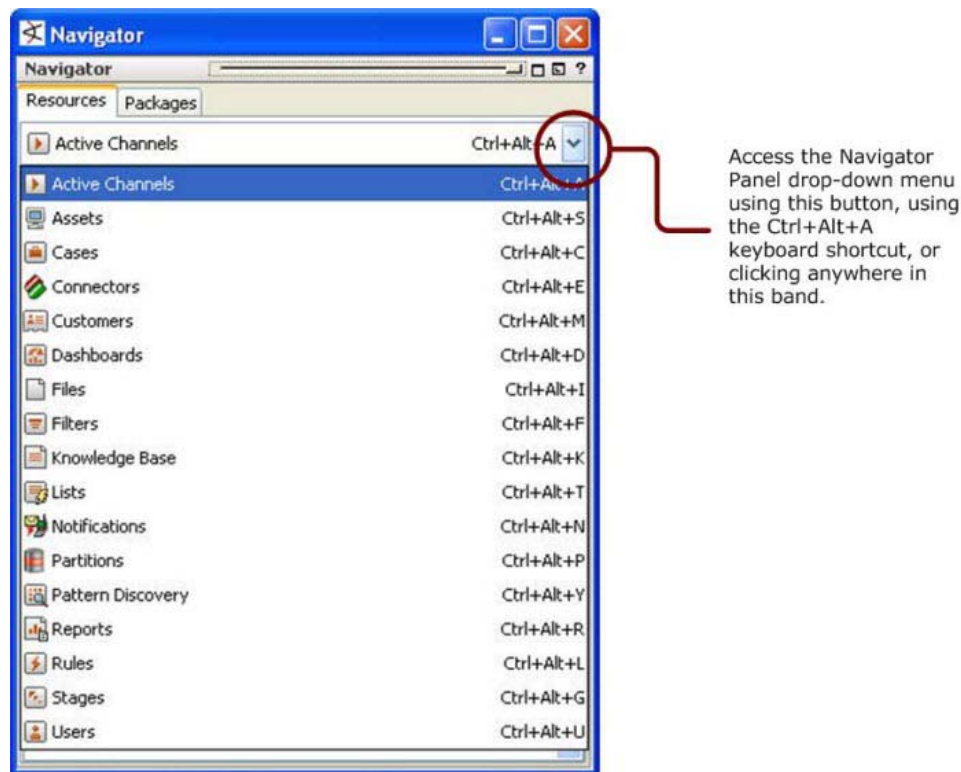 Navigator
Navigator ?
Resources Packages
Active Channels Ctrl+Alt+A
Active Channels Ctrl+Alt+A
Assets Ctrl+Alt+S
Cases Ctrl+Alt+C
Connectors Ctrl+Alt+E
Customers Ctrl+Alt+M
Dashboards Ctrl+Alt+D
Files Ctrl+Alt+I
Filters Ctrl+Alt+F
Knowledge Base Ctrl+Alt+K
Lists Ctrl+Alt+T
Notifications Ctrl+Alt+N
Partitions Ctrl+Alt+P
Pattern Discovery Ctrl+Alt+Y
Reports Ctrl+Alt+R
Rules Ctrl+Alt+L
Stages Ctrl+Alt+G
Users Ctrl+Alt+U
Access the Navigator
Panel drop-down menu
using this button, using
the Ctrl+Alt+A
keyboard shortcut, or
clicking anywhere in
this band.